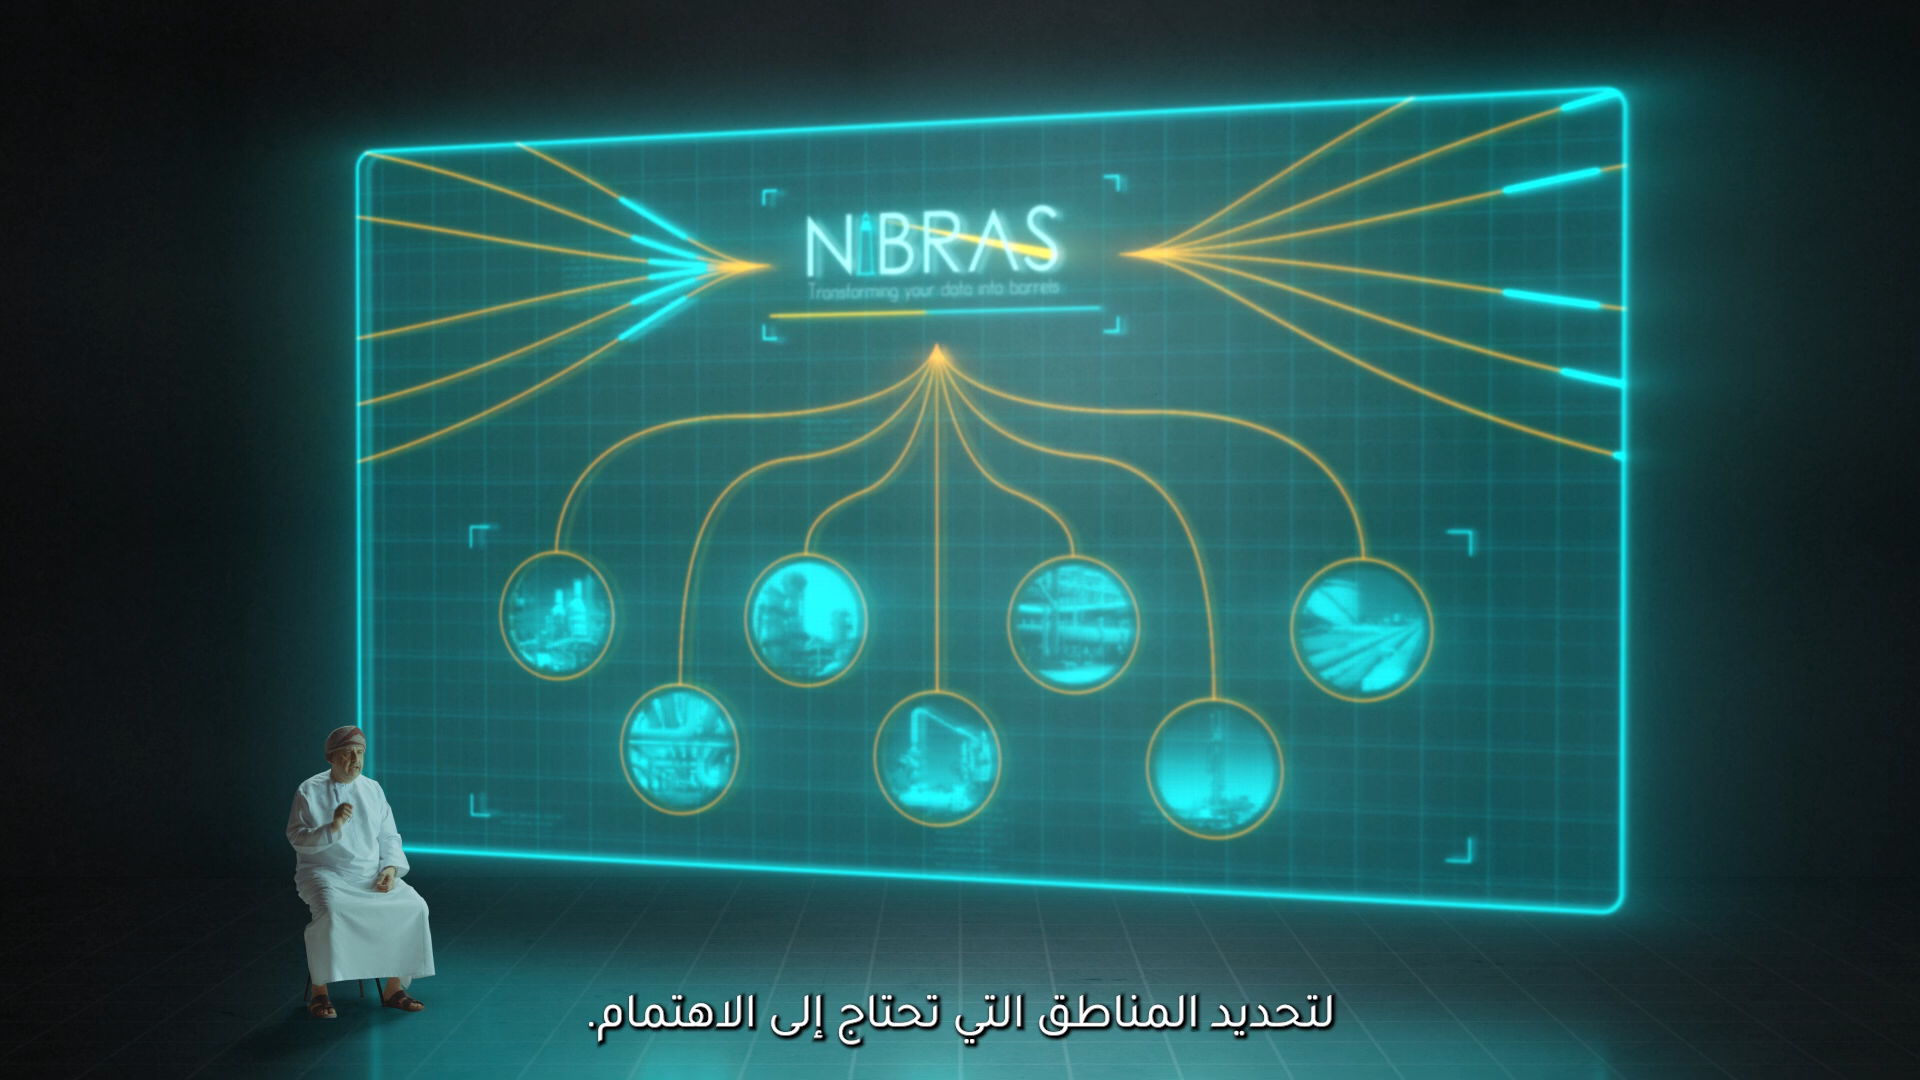 NIBRAS
Transforming your data into barrels
لتحديد المناطق التي تحتاج إلى الاهتمام.